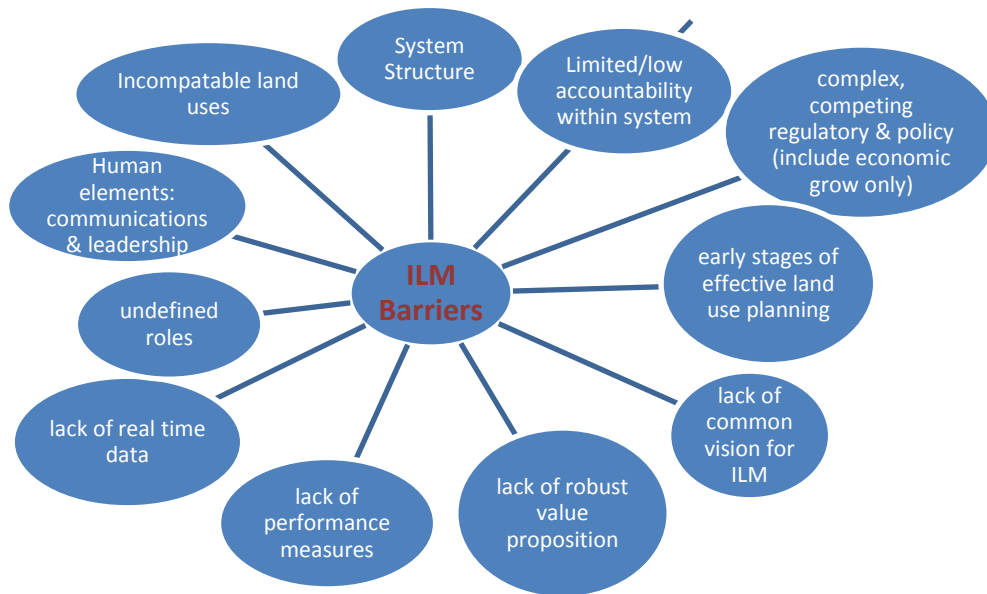 System
Structure
Limited/low
accountability
within system
complex,
competing
regulatory & policy
(include economic
grow only)
early stages of
effective land
use planning
lack of
common
vision for
ILM
lack of robust
value
proposition
lack of
performance
measures
lack of real time
data
undefined
roles
Human
elements:
communications
& leadership
Incompatable land
uses
ILM
Barriers